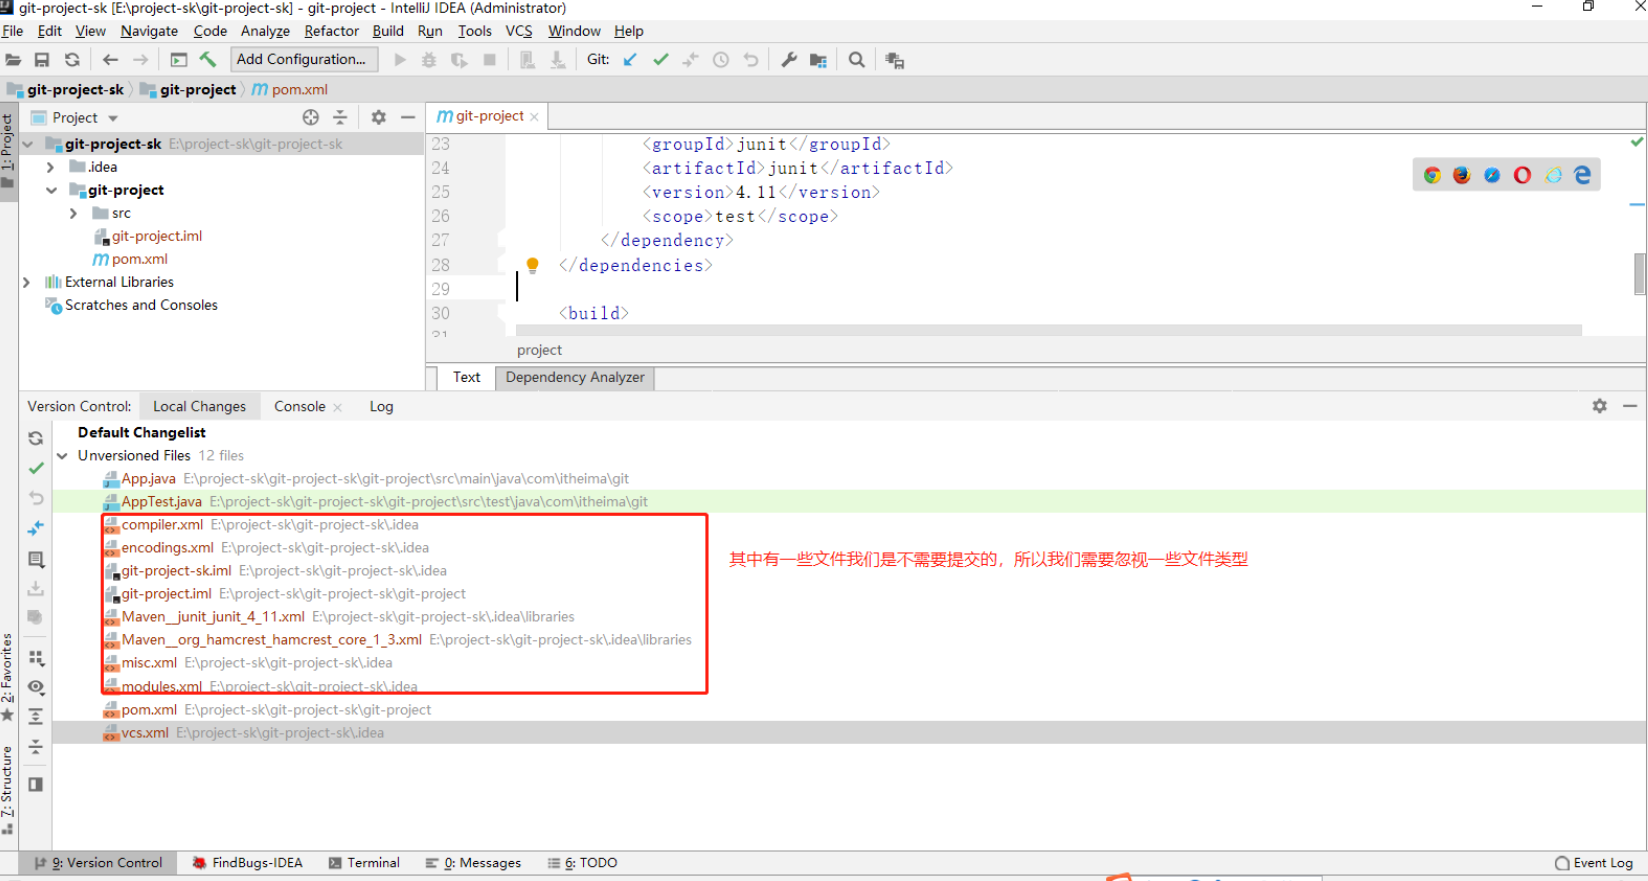 git-project-sk [E:\project-sk\git-project-sk] - git-project - IntelliJ IDEA (Administrator)
File Edit View Navigate Code Analyze Refactor Build Run Tools VCS Window Help
Add Configuration... Git:
git-project-sk git-project pom.xml
1: Project
Project
git-project
git-project-sk E:\project-sk\git-project-sk
.idea
git-project
src
git-project.iml
pom.xml
External Libraries
Scratches and Consoles
23 <groupId>junit</groupId>
24 <artifactId>junit</artifactId>
25 <version>4.11</version>
26 <scope>test</scope>
27 </dependency>
28 </dependencies>
29
30 <build>
31
project
Text Dependency Analyzer
Version Control: Local Changes Console Log
Default Changelist
Unversioned Files 12 files
App.java E:\project-sk\git-project-sk\git-project\src\main\java\com\itheima\git
AppTest.java E:\project-sk\git-project-sk\git-project\src\test\java\com\itheima\git
compiler.xml E:\project-sk\git-project-sk\.idea
encodings.xml E:\project-sk\git-project-sk\.idea
git-project-sk.iml E:\project-sk\git-project-sk\.idea
git-project.iml E:\project-sk\git-project-sk\git-project
Maven__junit_junit_4_11.xml E:\project-sk\git-project-sk\.idea\libraries
Maven__org_hamcrest_hamcrest_core_1_3.xml E:\project-sk\git-project-sk\.idea\libraries
misc.xml E:\project-sk\git-project-sk\.idea
modules.xml E:\project-sk\git-project-sk\.idea
pom.xml E:\project-sk\git-project-sk\git-project
vcs.xml E:\project-sk\git-project-sk\.idea
其中有一些文件我们是不需要提交的，所以我们需要忽视一些文件类型
2: Favorites
7: Structure
9: Version Control FindBugs-IDEA Terminal 0: Messages 6: TODO Event Log